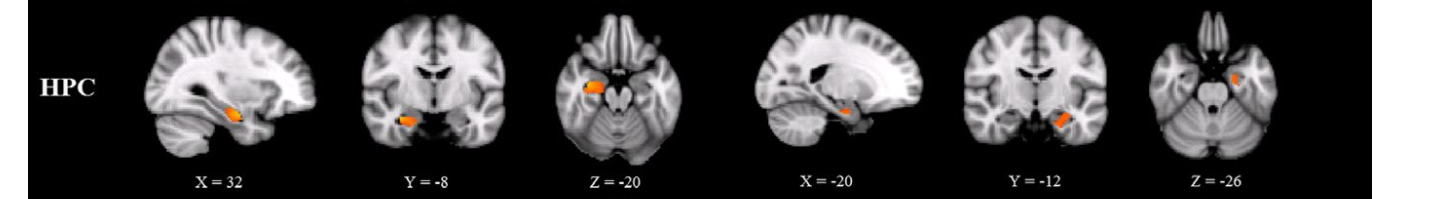 HPC
X = 32
Y = -8
Z = -20
X = -20
Y = -12
Z = -26